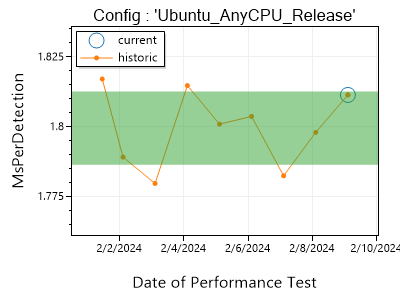 Config : 'Ubuntu_AnyCPU_Release'
current
historic
MsPerDetection
1.825
1.8
1.775
2/2/2024 2/4/2024 2/6/2024 2/8/2024 2/10/2024
Date of Performance Test